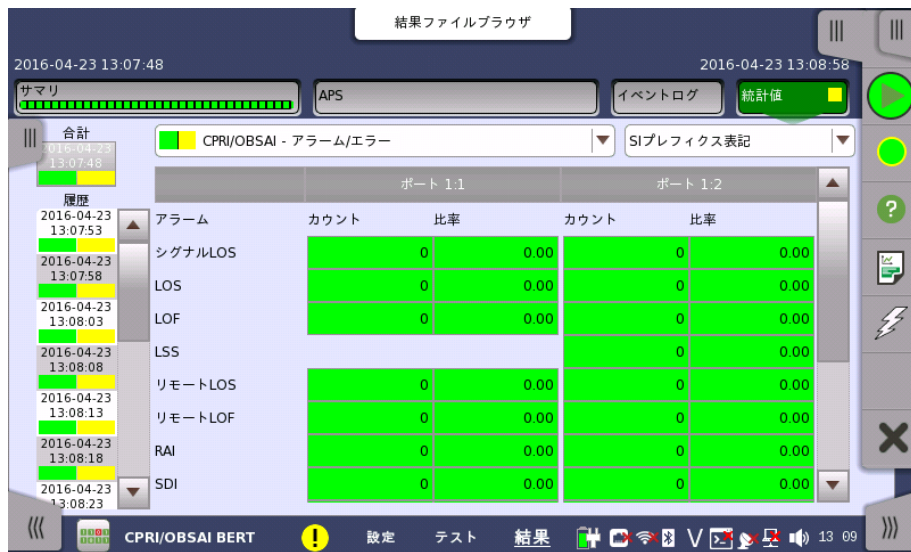 結果ファイルブラウザ
2016-04-23 13:07:48
2016-04-23 13:08:58
サマリ
APS
イベントログ
統計値
合計
2016-04-23
13:07:48
CPRI/OBSAI - アラーム/エラー
SIプレフィクス表記
履歴
2016-04-23
13:07:53
2016-04-23
13:07:58
2016-04-23
13:08:03
2016-04-23
13:08:08
2016-04-23
13:08:13
2016-04-23
13:08:18
2016-04-23
13:08:23
ポート 1:1 ポート 1:2
アラーム カウント 比率 カウント 比率
シグナルLOS 0 0.00 0 0.00
LOS 0 0.00 0 0.00
LOF 0 0.00 0 0.00
LSS 0 0.00
リモートLOS 0 0.00 0 0.00
リモートLOF 0 0.00 0 0.00
RAI 0 0.00 0 0.00
SDI 0 0.00 0 0.00
CPRI/OBSAI BERT
設定 テスト 結果
13 09